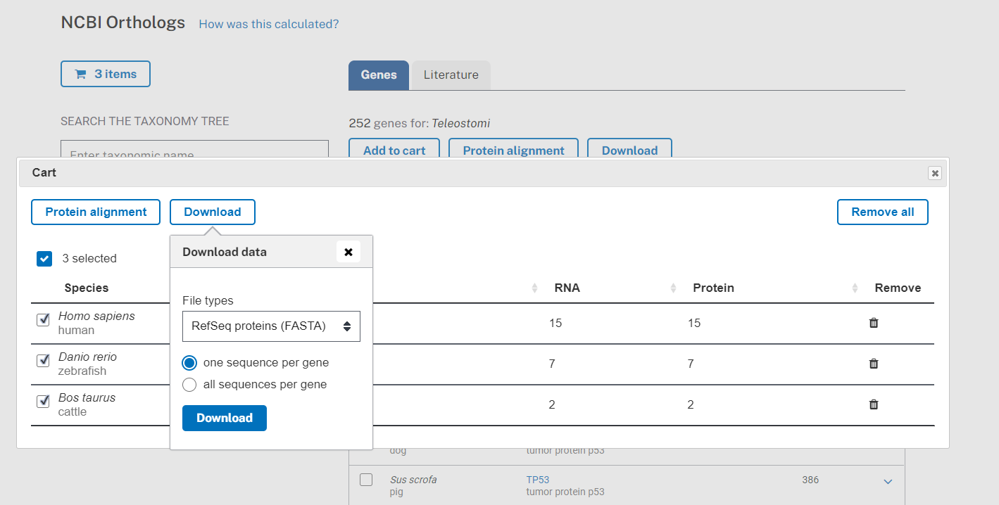 NCBI Orthologs How was this calculated?
3 items
Genes Literature
SEARCH THE TAXONOMY TREE
252 genes for: Teleostomi
Enter taxonomic name
Add to cart Protein alignment Download
Cart
Protein alignment Download Remove all
Download data
3 selected
Species RNA Protein Remove
File types
Homo sapiens
human
15 15
RefSeq proteins (FASTA)
Danio rerio
zebrafish
7 7
one sequence per gene
all sequences per gene
Bos taurus
cattle
2 2
Download
dog tumor protein p53
Sus scrofa TP53 386
pig tumor protein p53